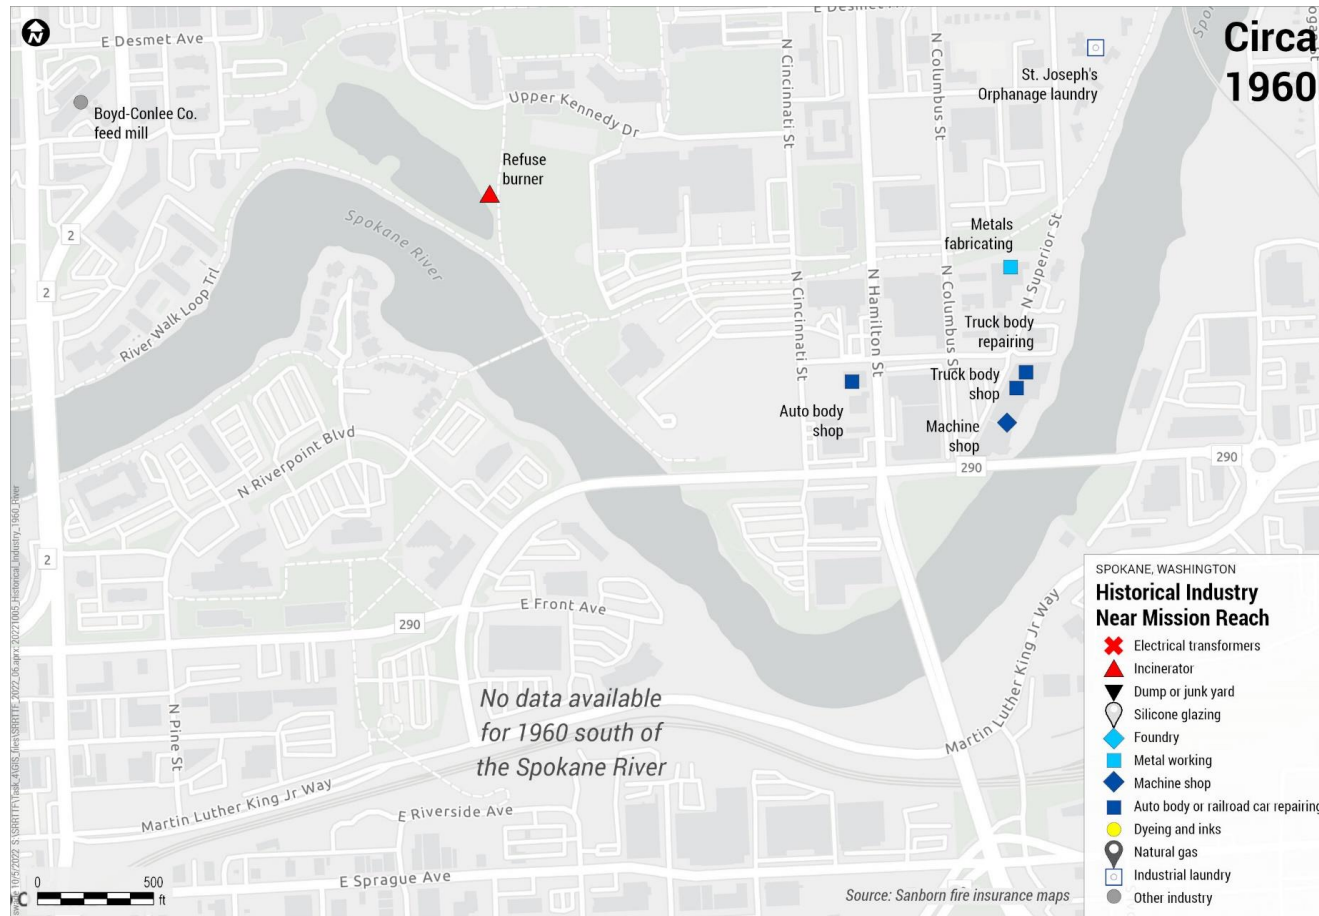 N
E Desmet Ave
E Desmet Ave
Circa
1960
Boyd-Conlee Co.
feed mill
Upper Kennedy Dr
N Cincinnati St
N Columbus St
St. Joseph's
Orphanage laundry
Refuse
burner
Spokane River
2
2
River Walk Loop Trl
Metals
fabricating
N Superior St
N Cincinnati St
N Hamilton St
N Columbus St
Truck body
repairing
Truck body
shop
Auto body
shop
Machine
shop
290
290
N Riverpoint Blvd
2
290
E Front Ave
N Pine St
No data available
for 1960 south of
the Spokane River
Martin Luther King Jr Way
Martin Luther King Jr Way
E Riverside Ave
E Sprague Ave
0 500
ft
Source: Sanborn fire insurance maps
SPOKANE, WASHINGTON
Historical Industry
Near Mission Reach
Electrical transformers
Incinerator
Dump or junk yard
Silicone glazing
Foundry
Metal working
Machine shop
Auto body or railroad car repairing
Dyeing and inks
Natural gas
Industrial laundry
Other industry